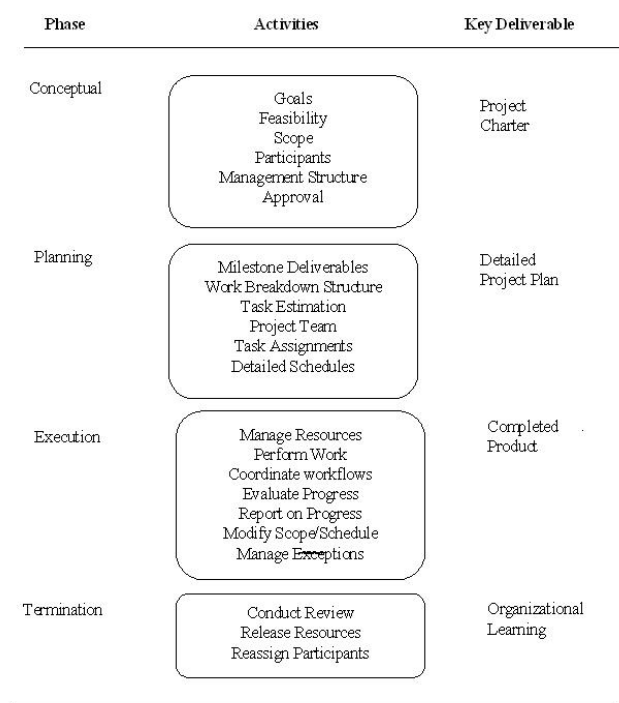 Phase Activities Key Deliverable
Conceptual
Goals
Feasibility
Scope
Participants
Management Structure
Approval
Project
Charter
Planning
Milestone Deliverables
Work Breakdown Structure
Task Estimation
Project Team
Task Assignments
Detailed Schedules
Detailed
Project Plan
Execution
Manage Resources
Perform Work
Coordinate workflows
Evaluate Progress
Report on Progress
Modify Scope/Schedule
Manage Exceptions
Completed
Product
Termination
Conduct Review
Release Resources
Reassign Participants
Organizational
Learning